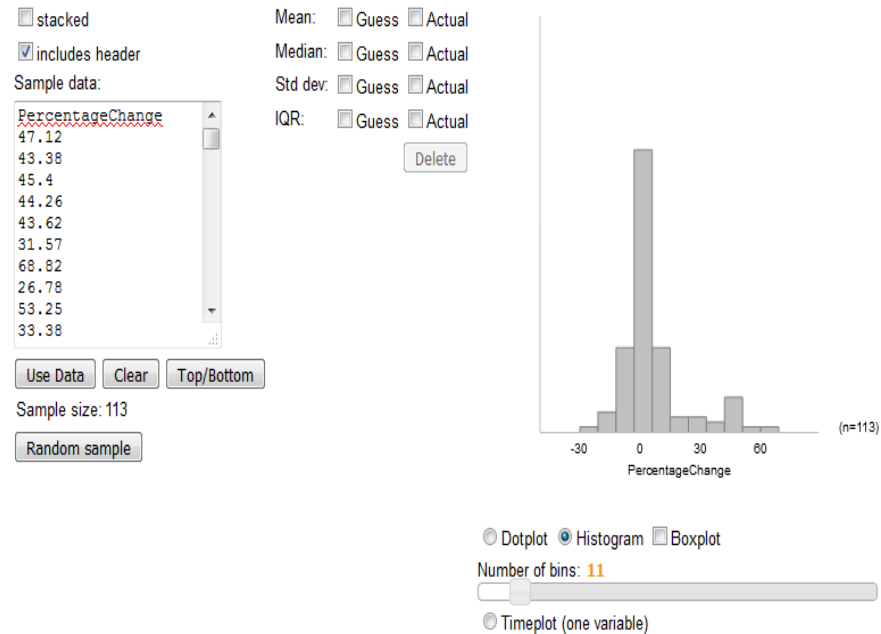 stacked
includes header
Sample data:
PercentageChange
47.12
43.38
45.4
44.26
43.62
31.57
68.82
26.78
53.25
33.38
Use Data Clear Top/Bottom
Sample size: 113
Random sample
Mean: Guess Actual
Median: Guess Actual
Std dev: Guess Actual
IQR: Guess Actual
Delete
(n=113)
-30 0 30 60
PercentageChange
Dotplot Histogram Boxplot
Number of bins: 11
Timeplot (one variable)